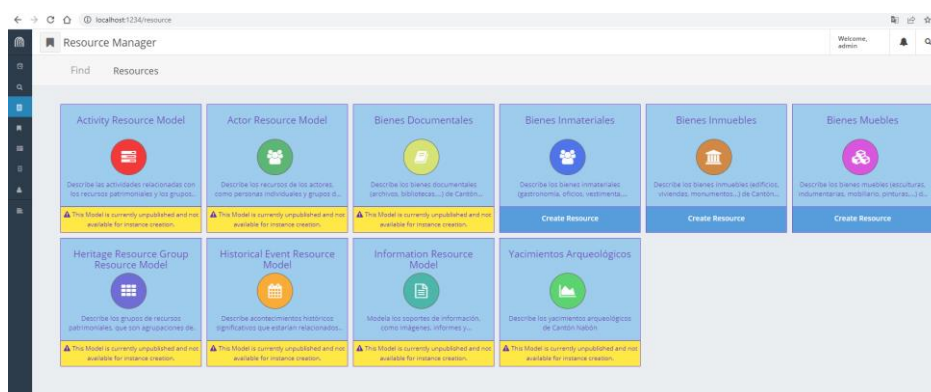 localhost:1234/resource
Resource Manager
Welcome,
admin
Find Resources
Activity Resource Model
Describe las actividades relacionadas con
los recursos patrimoniales y los grupos...
This Model is currently unpublished and not
available for instance creation.
Actor Resource Model
Describe los recursos de los actores,
como personas individuales y grupos d...
This Model is currently unpublished and not
available for instance creation.
Bienes Documentales
Describe los bienes documentales
(archivos, bibliotecas,...) de Cantón...
This Model is currently unpublished and not
available for instance creation.
Bienes Inmateriales
Describe los bienes inmateriales
(gastronomía, oficios, vestimenta,...
Create Resource
Bienes Inmuebles
Describe los bienes inmuebles (edificios,
viviendas, monumentos...) de Cantón...
Create Resource
Bienes Muebles
Describe los bienes muebles (esculturas,
indumentarias, mobiliario, pinturas,...) d...
Create Resource
Heritage Resource Group
Resource Model
Describe los grupos de recursos
patrimoniales, que son agrupaciones de...
This Model is currently unpublished and not
available for instance creation.
Historical Event Resource
Model
Describe acontecimientos históricos
significativos que estarían relacionados...
This Model is currently unpublished and not
available for instance creation.
Information Resource
Model
Modela los soportes de información,
como imágenes, informes y...
This Model is currently unpublished and not
available for instance creation.
Yacimientos Arqueológicos
Describe los yacimientos arqueológicos
de Cantón Nabón
This Model is currently unpublished and not
available for instance creation.